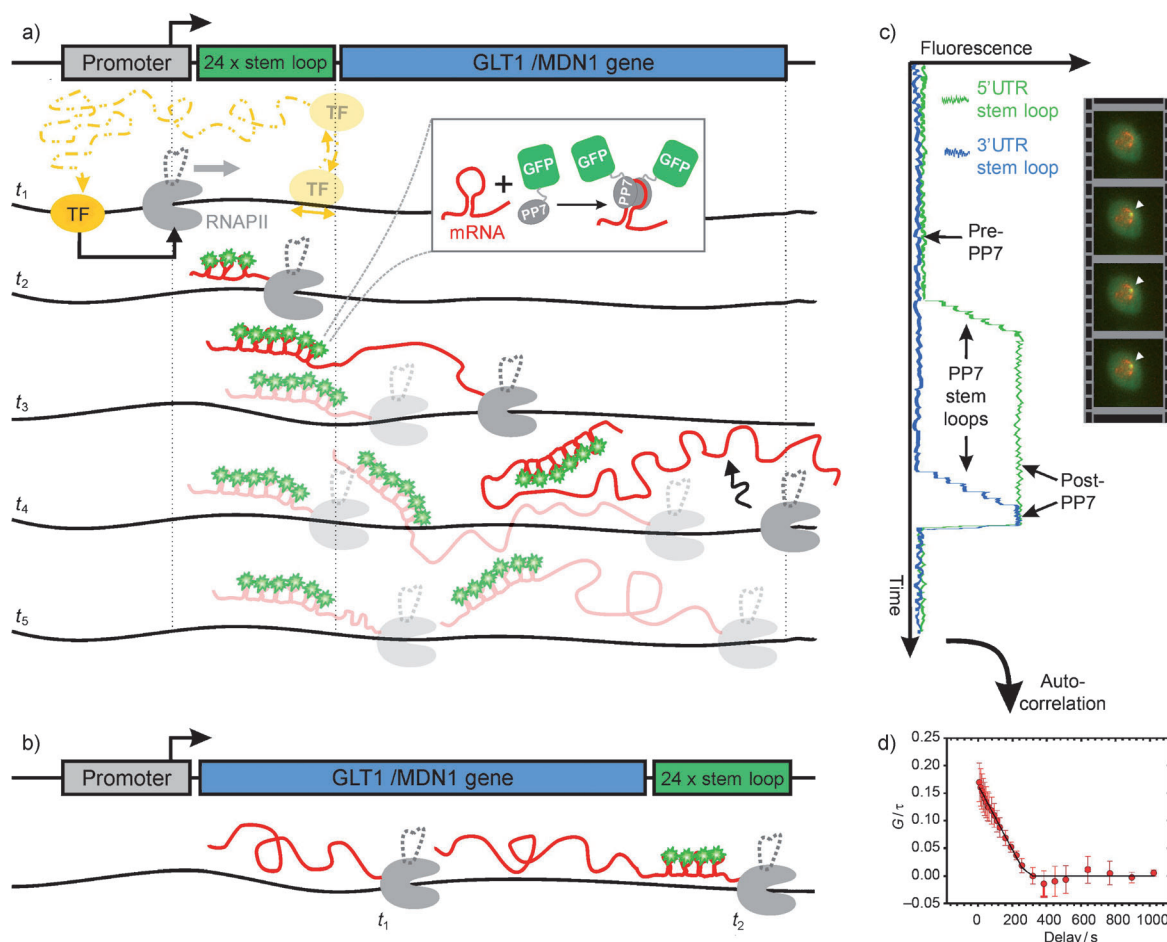 a)
Promoter
24 x stem loop
GLT1 /MDN1 gene
TF
TF
t1
TF
RNAPII
GFP
GFP
GFP
+
PP7
PP7
mRNA
t2
t3
t4
t5
b)
Promoter
GLT1 /MDN1 gene
24 x stem loop
t1
t2
c)
Fluorescence
5'UTR
stem loop
3'UTR
stem loop
Pre-
PP7
PP7
stem
loops
Post-
PP7
Time
Auto-
correlation
d)
G/τ
0.25
0.20
0.15
0.10
0.05
0.00
−0.05
0 200 400 600 800 1000
Delay / s